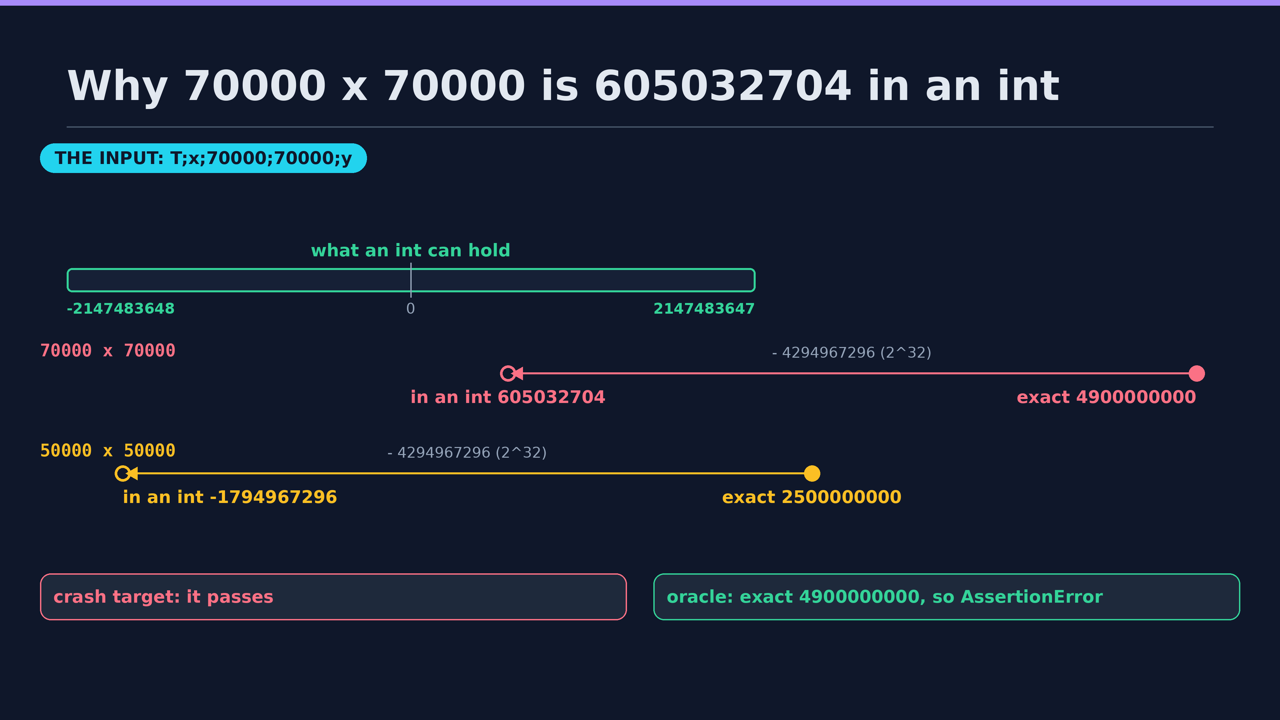 Why 70000 x 70000 is 605032704 in an int
THE INPUT: T;x;70000;70000;y
what an int can hold
-2147483648 0 2147483647
70000 x 70000
- 4294967296 (2^32)
in an int 605032704 exact 4900000000
50000 x 50000
- 4294967296 (2^32)
in an int -1794967296 exact 2500000000
crash target: it passes
oracle: exact 4900000000, so AssertionError